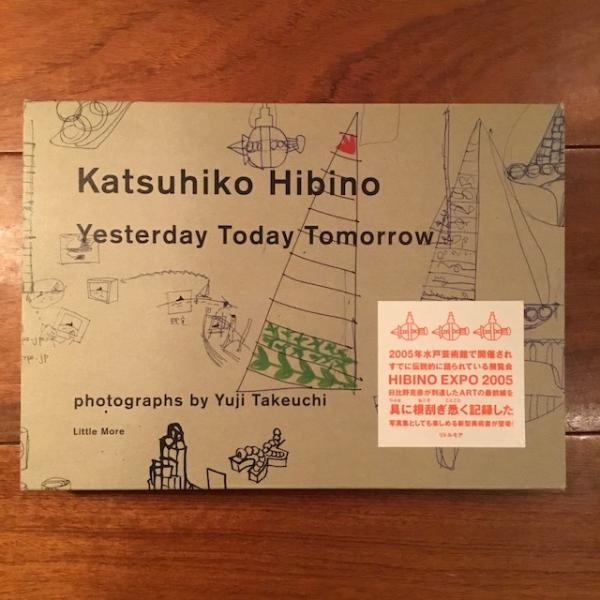 Katsuhiko Hibino
Yesterday Today Tomorrow
photographs by Yuji Takeuchi
Little More
2005年水戸芸術館で開催され
すでに伝説的に語られている展覧会
HIBINO EXPO 2005
日比野克彦が到達したARTの最前線を
具に根刮ぎ悉く記録した
写真集としても楽しめる新型美術書が登場!
リトルモア